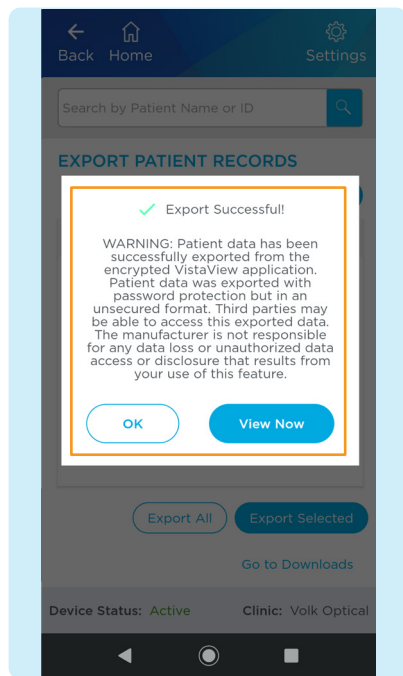 Back Home Settings
Search by Patient Name or ID
EXPORT PATIENT RECORDS
Export Successful!
WARNING: Patient data has been
successfully exported from the
encrypted VistaView application.
Patient data was exported with
password protection but in an
unsecured format. Third parties may
be able to access this exported data.
The manufacturer is not responsible
for any data loss or unauthorized data
access or disclosure that results from
your use of this feature.
OK View Now
Export All Export Selected
Go to Downloads
Device Status: Active Clinic: Volk Optical